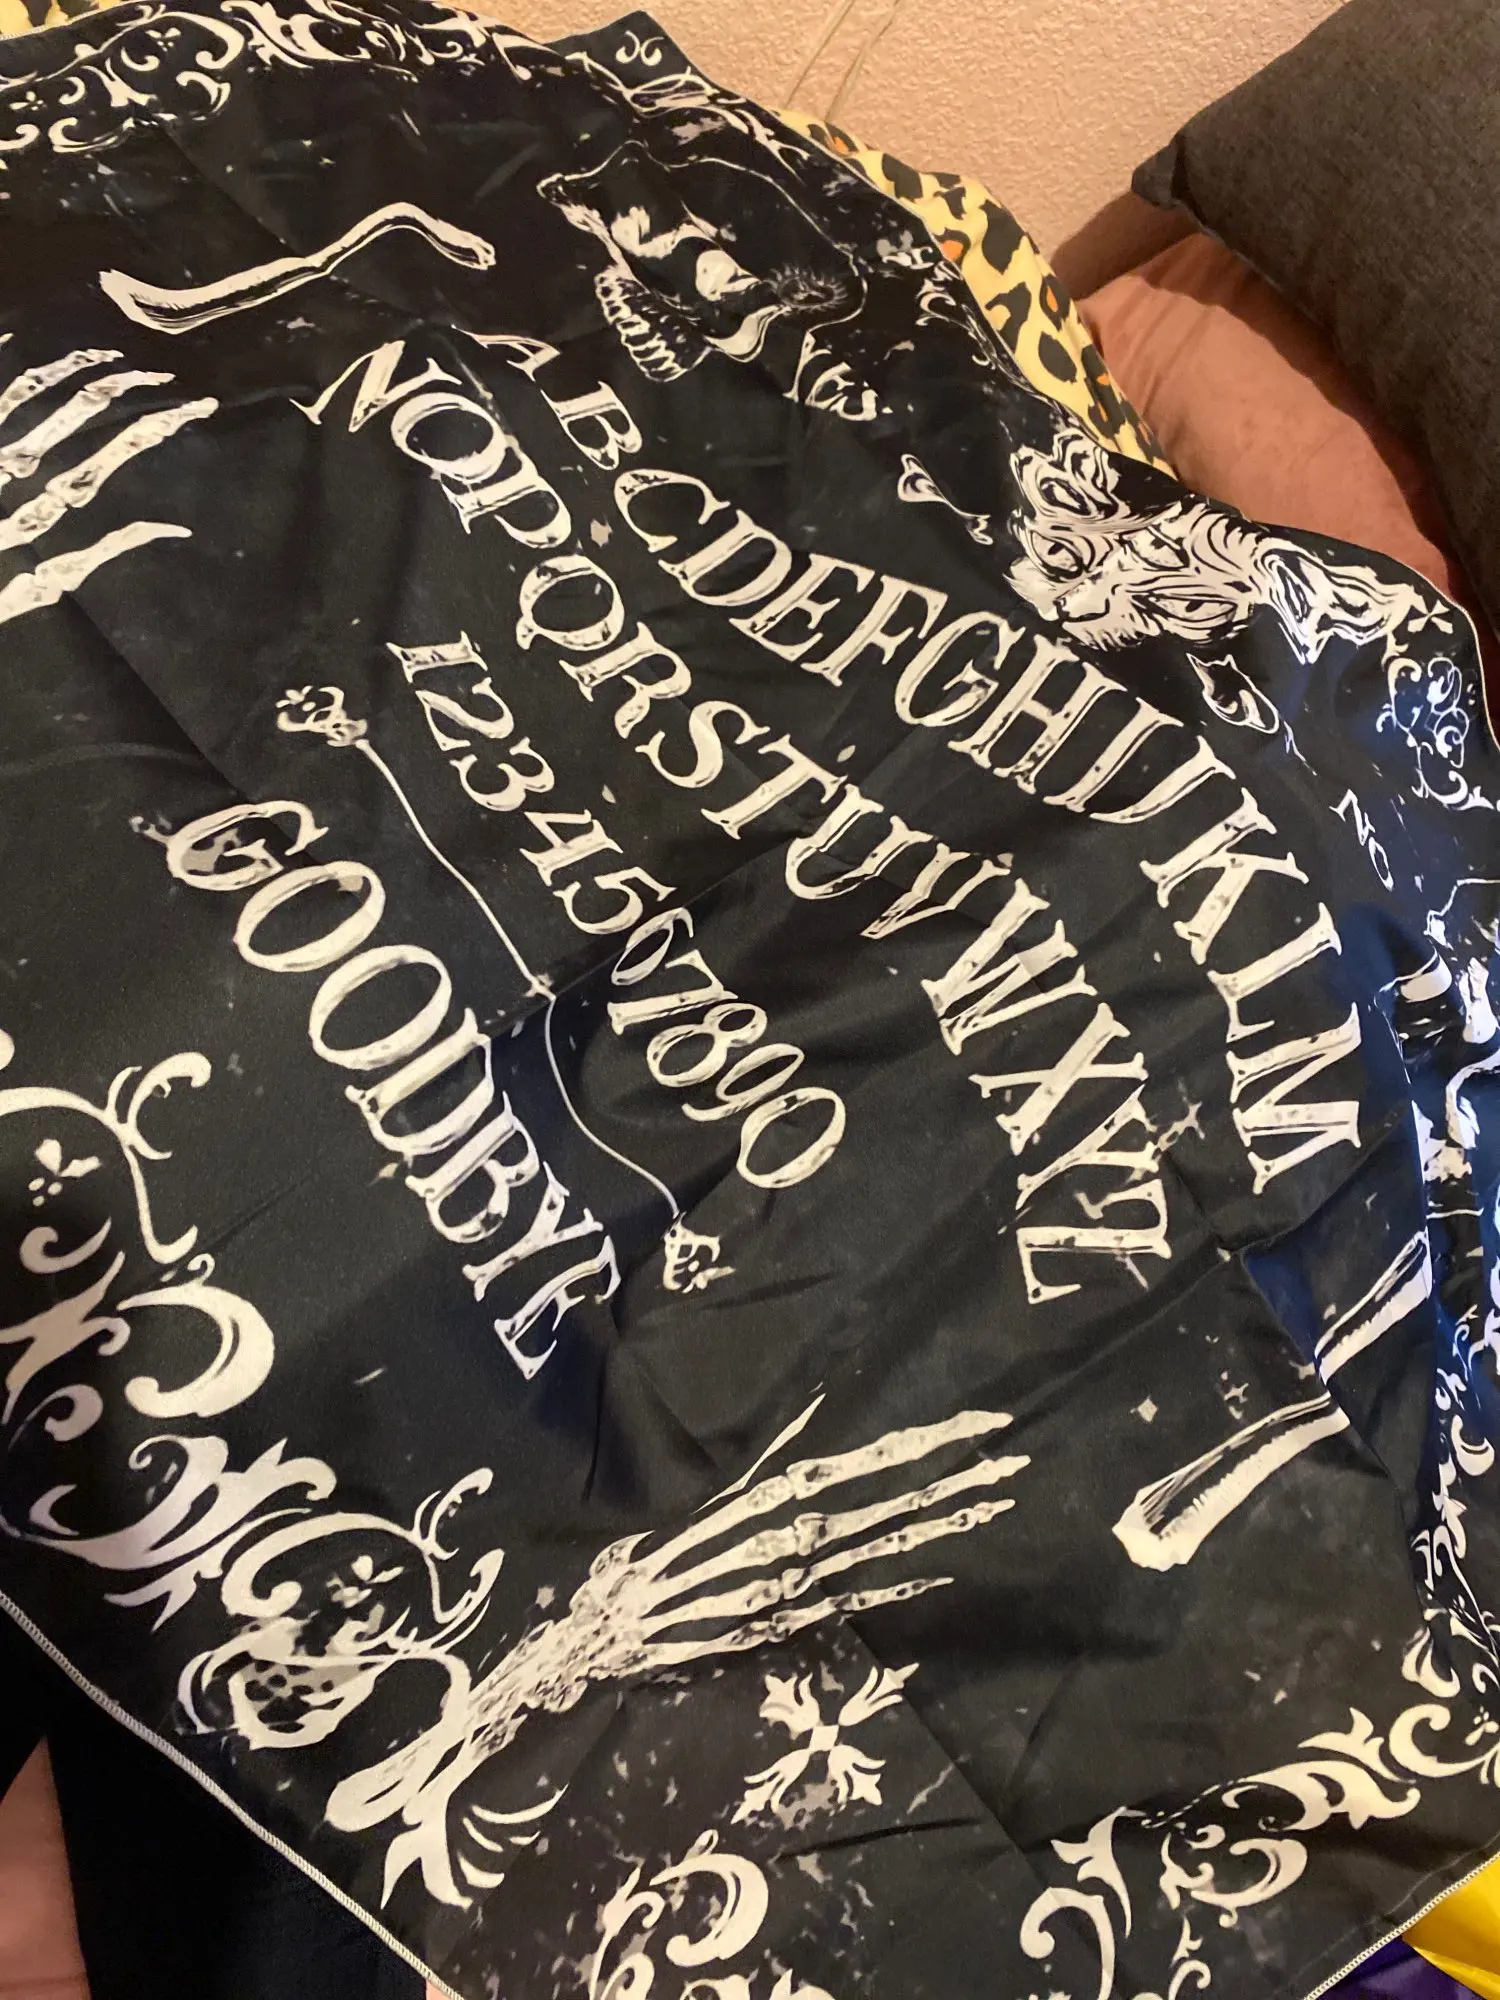 Yes
No
ABCDEFGHIJKLM
NOPQRSTUVWXYZ
1234567890
GOODBYE